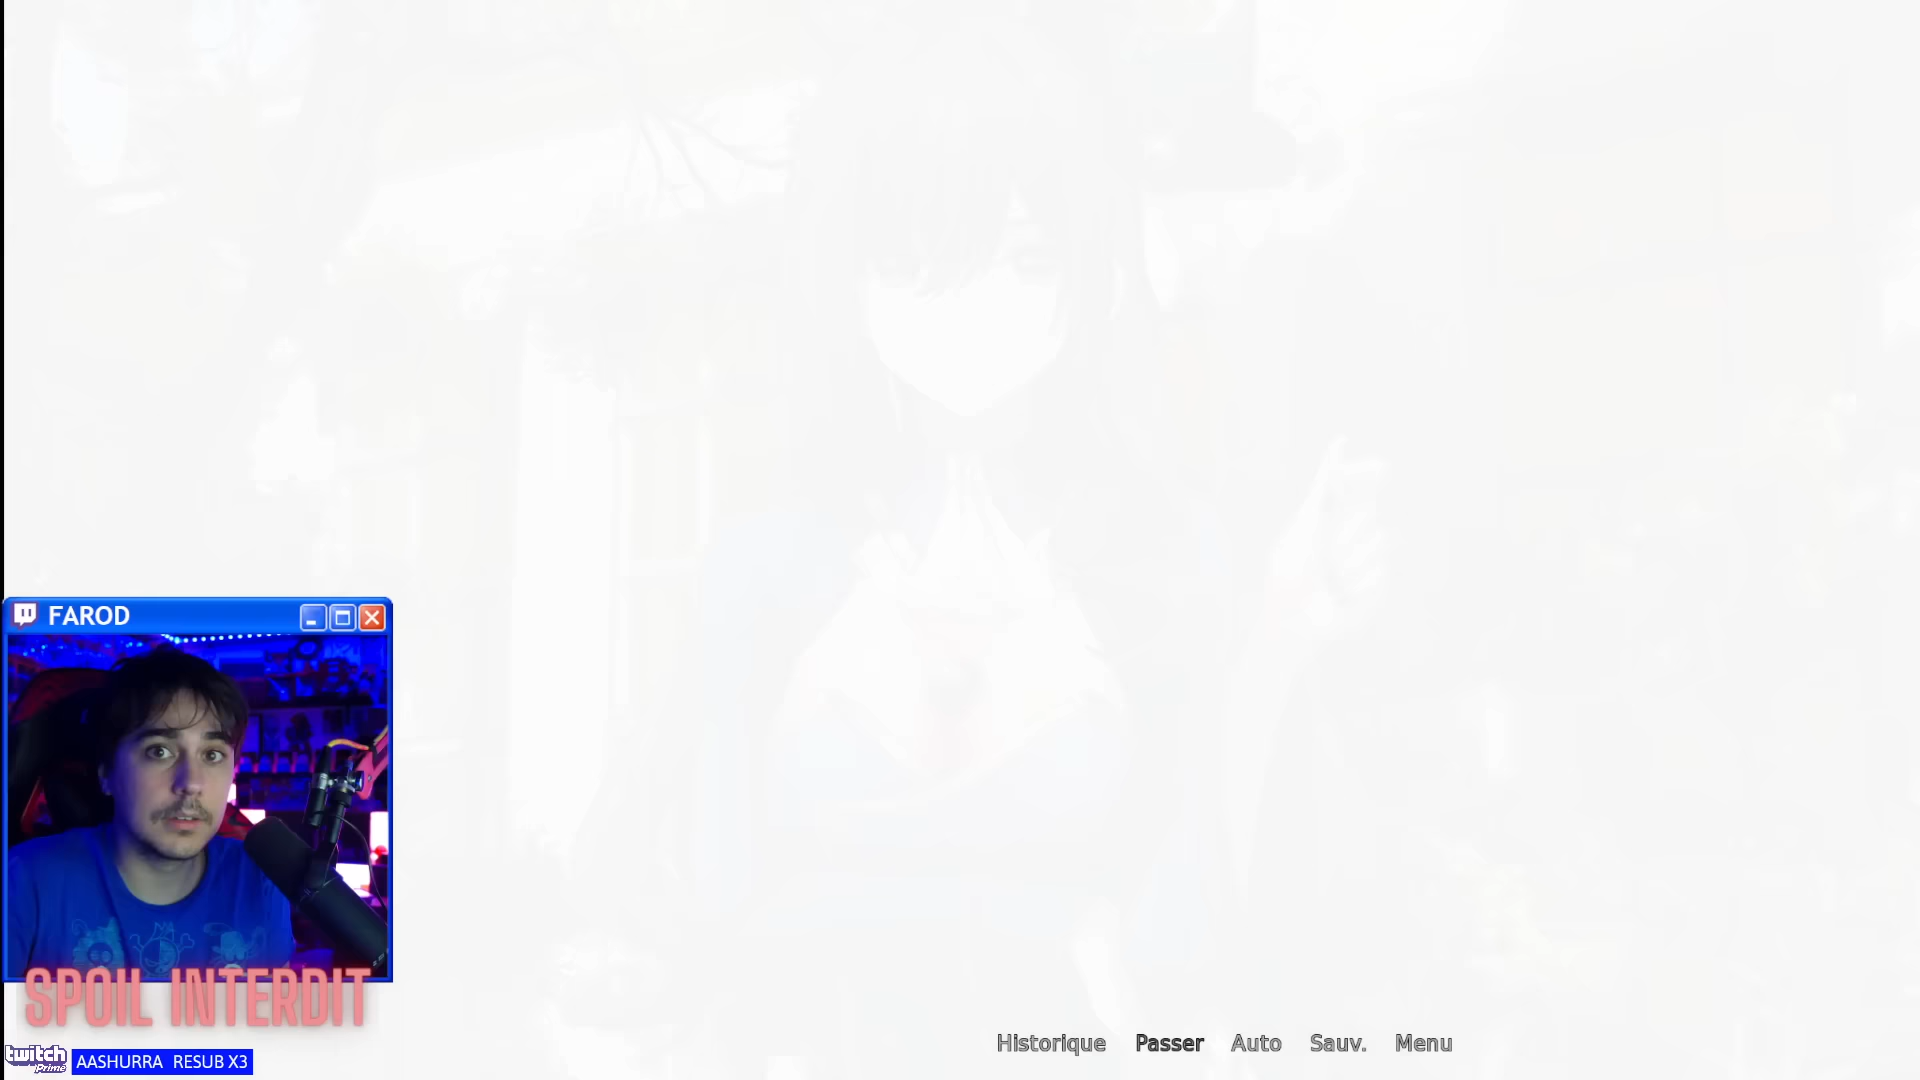 FAROD
SPOIL INTERDIT
twitch
prime
AASHURRA RESUB X3
Historique Passer Auto Sauv. Menu